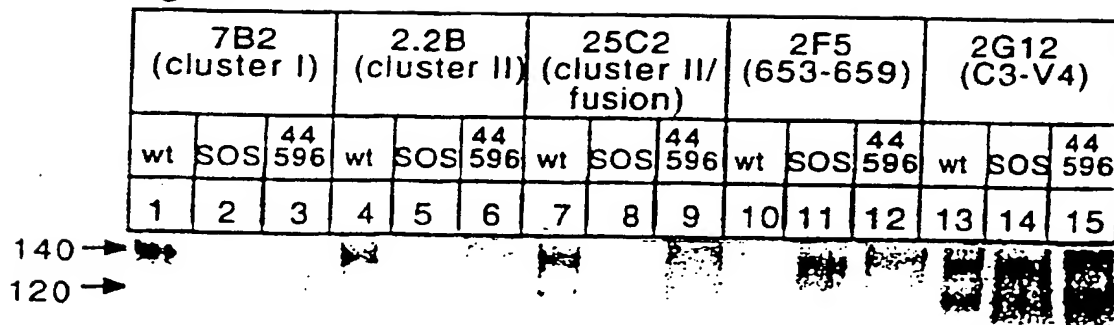 7B2 (cluster I) 2.2B (cluster II) 25C2 (cluster II/ fusion) 2F5 (653-659) 2G12 (C3-V4)
wt SOS 44 596 wt SOS 44 596 wt SOS 44 596 wt SOS 44 596 wt SOS 44 596
1 2 3 4 5 6 7 8 9 10 11 12 13 14 15
140
120